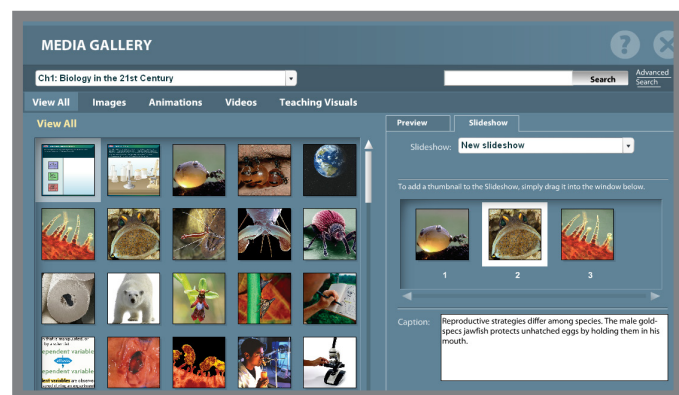 MEDIA GALLERY
?
Ch1: Biology in the 21st Century
Search
Advanced
Search
View All
Images
Animations
Videos
Teaching Visuals
View All
Preview
Slideshow
Slideshow:
New slideshow
To add a thumbnail to the Slideshow, simply drag it into the window below.
1
2
3
Caption:
Reproductive strategies differ among species. The male gold-
specs jawfish protects unhatched eggs by holding them in his
mouth.
ependent variable
affects
ependent variable